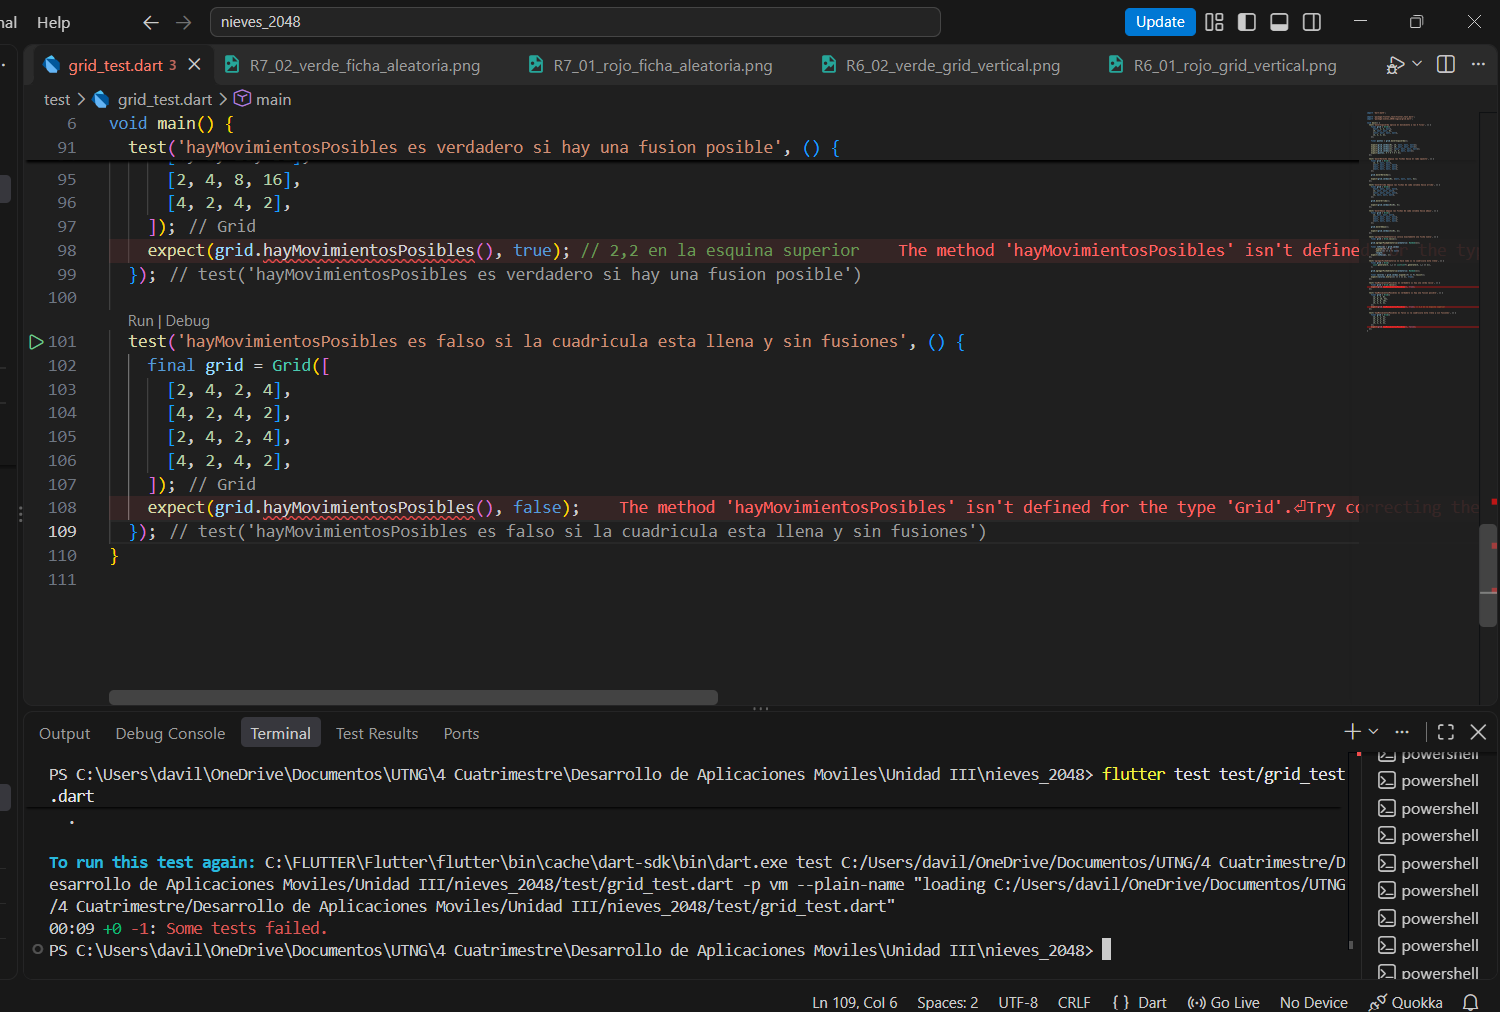 Help
nieves_2048
Update
grid_test.dart 3
R7_02_verde_ficha_aleatoria.png
R7_01_rojo_ficha_aleatoria.png
R6_02_verde_grid_vertical.png
R6_01_rojo_grid_vertical.png
test > grid_test.dart > main
6 void main() {
91 test('hayMovimientosPosibles es verdadero si hay una fusion posible', () {
95 [2, 4, 8, 16],
96 [4, 2, 4, 2],
97 ]); // Grid
98 expect(grid.hayMovimientosPosibles(), true); // 2,2 en la esquina superior The method 'hayMovimientosPosibles' isn't defined for the typ
99 }); // test('hayMovimientosPosibles es verdadero si hay una fusion posible')
100
Run | Debug
101 test('hayMovimientosPosibles es falso si la cuadricula esta llena y sin fusiones', () {
102 final grid = Grid([
103 [2, 4, 2, 4],
104 [4, 2, 4, 2],
105 [2, 4, 2, 4],
106 [4, 2, 4, 2],
107 ]); // Grid
108 expect(grid.hayMovimientosPosibles(), false); The method 'hayMovimientosPosibles' isn't defined for the type 'Grid'.⏎Try correcting the
109 }); // test('hayMovimientosPosibles es falso si la cuadricula esta llena y sin fusiones')
110 }
111
Output Debug Console Terminal Test Results Ports
PS C:\Users\davil\OneDrive\Documentos\UTNG\4 Cuatrimestre\Desarrollo de Aplicaciones Moviles\Unidad III\nieves_2048> flutter test test/grid_test
.dart
.
To run this test again: C:\FLUTTER\Flutter\flutter\bin\cache\dart-sdk\bin\dart.exe test C:/Users/davil/OneDrive/Documentos/UTNG/4 Cuatrimestre/D
esarrollo de Aplicaciones Moviles/Unidad III/nieves_2048/test/grid_test.dart -p vm --plain-name "loading C:/Users/davil/OneDrive/Documentos/UTNG
/4 Cuatrimestre/Desarrollo de Aplicaciones Moviles/Unidad III/nieves_2048/test/grid_test.dart"
00:09 +0 -1: Some tests failed.
PS C:\Users\davil\OneDrive\Documentos\UTNG\4 Cuatrimestre\Desarrollo de Aplicaciones Moviles\Unidad III\nieves_2048>
powershell
powershell
powershell
powershell
powershell
powershell
powershell
powershell
powershell
Ln 109, Col 6 Spaces: 2 UTF-8 CRLF { } Dart Go Live No Device Quokka